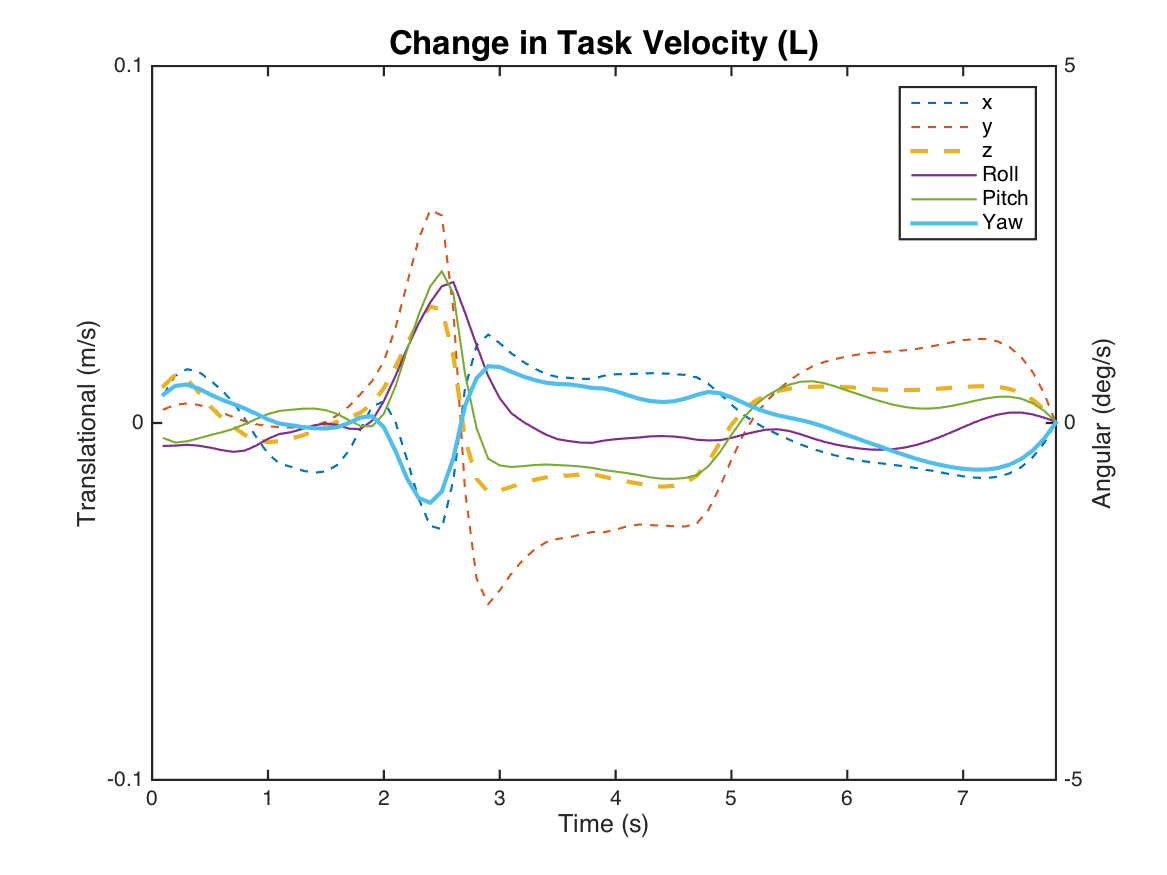 Change in Task Velocity (L)
0.1
0
-0.1
Translational (m/s)
5
0
-5
Angular (deg/s)
x
y
z
Roll
Pitch
Yaw
0 1 2 3 4 5 6 7
Time (s)